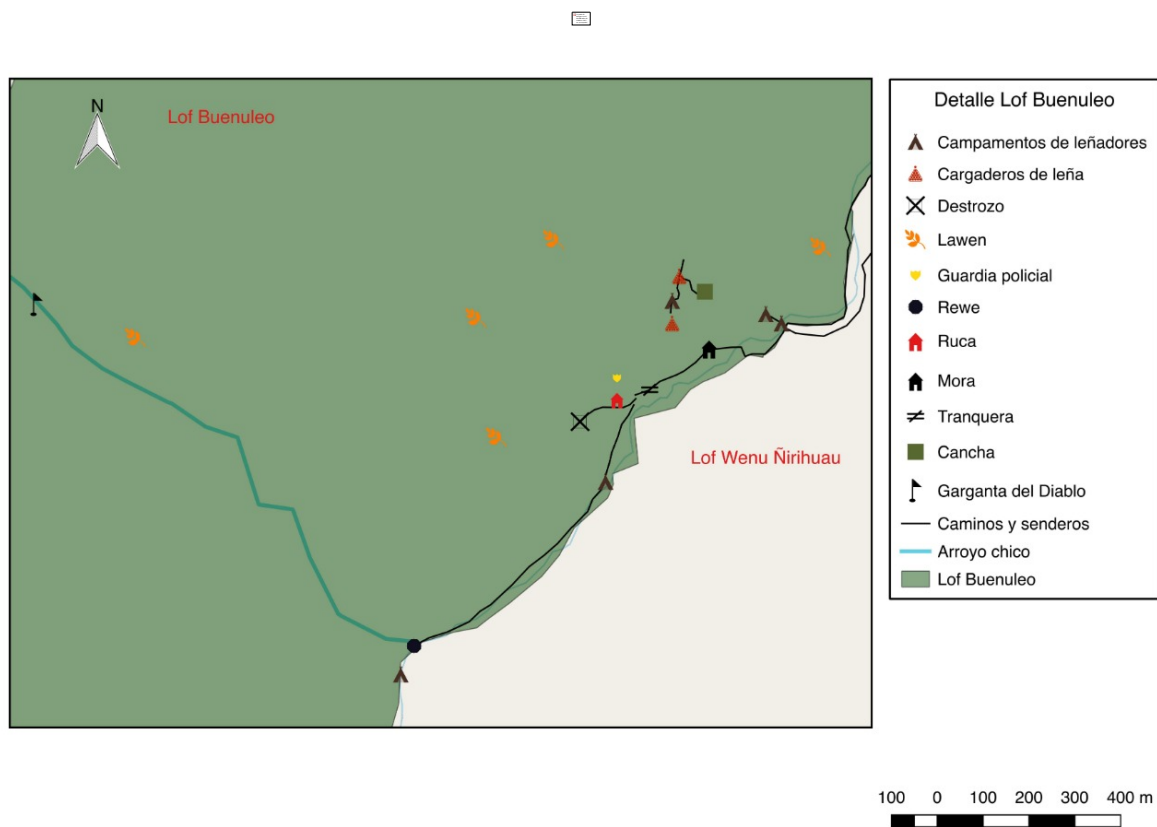 N
Lof Buenuleo
Lof Wenu Ñirihuau
Detalle Lof Buenuleo
Campamentos de leñadores
Cargaderos de leña
Destrozo
Lawen
Guardia policial
Rewe
Ruca
Mora
Tranquera
Cancha
Garganta del Diablo
Caminos y senderos
Arroyo chico
Lof Buenuleo
100 0 100 200 300 400 m